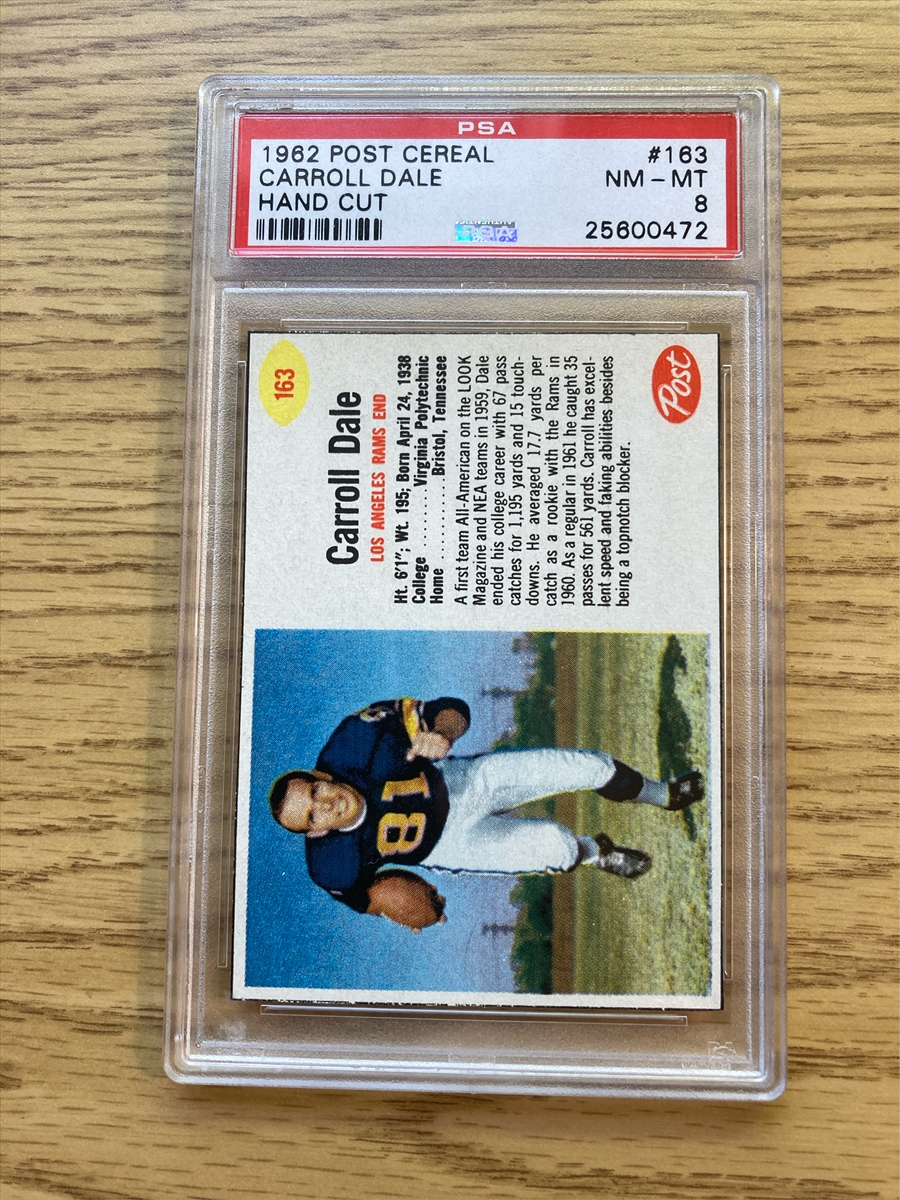 PSA
1962 POST CEREAL #163
CARROLL DALE NM - MT
HAND CUT 8
25600472
163
Carroll Dale
LOS ANGELES RAMS END
Ht. 6'1"; Wt. 195; Born April 24, 1938
College ........ Virginia Polytechnic
Home .......... Bristol, Tennessee
A first team All-American on the LOOK
Magazine and NEA teams in 1959, Dale
ended his college career with 67 pass
catches for 1,195 yards and 15 touch-
downs. He averaged 17.7 yards per
catch as a rookie with the Rams in
1960. As a regular in 1961 he caught 35
passes for 561 yards. Carroll has excel-
lent speed and faking abilities besides
being a topnotch blocker.
Post
81